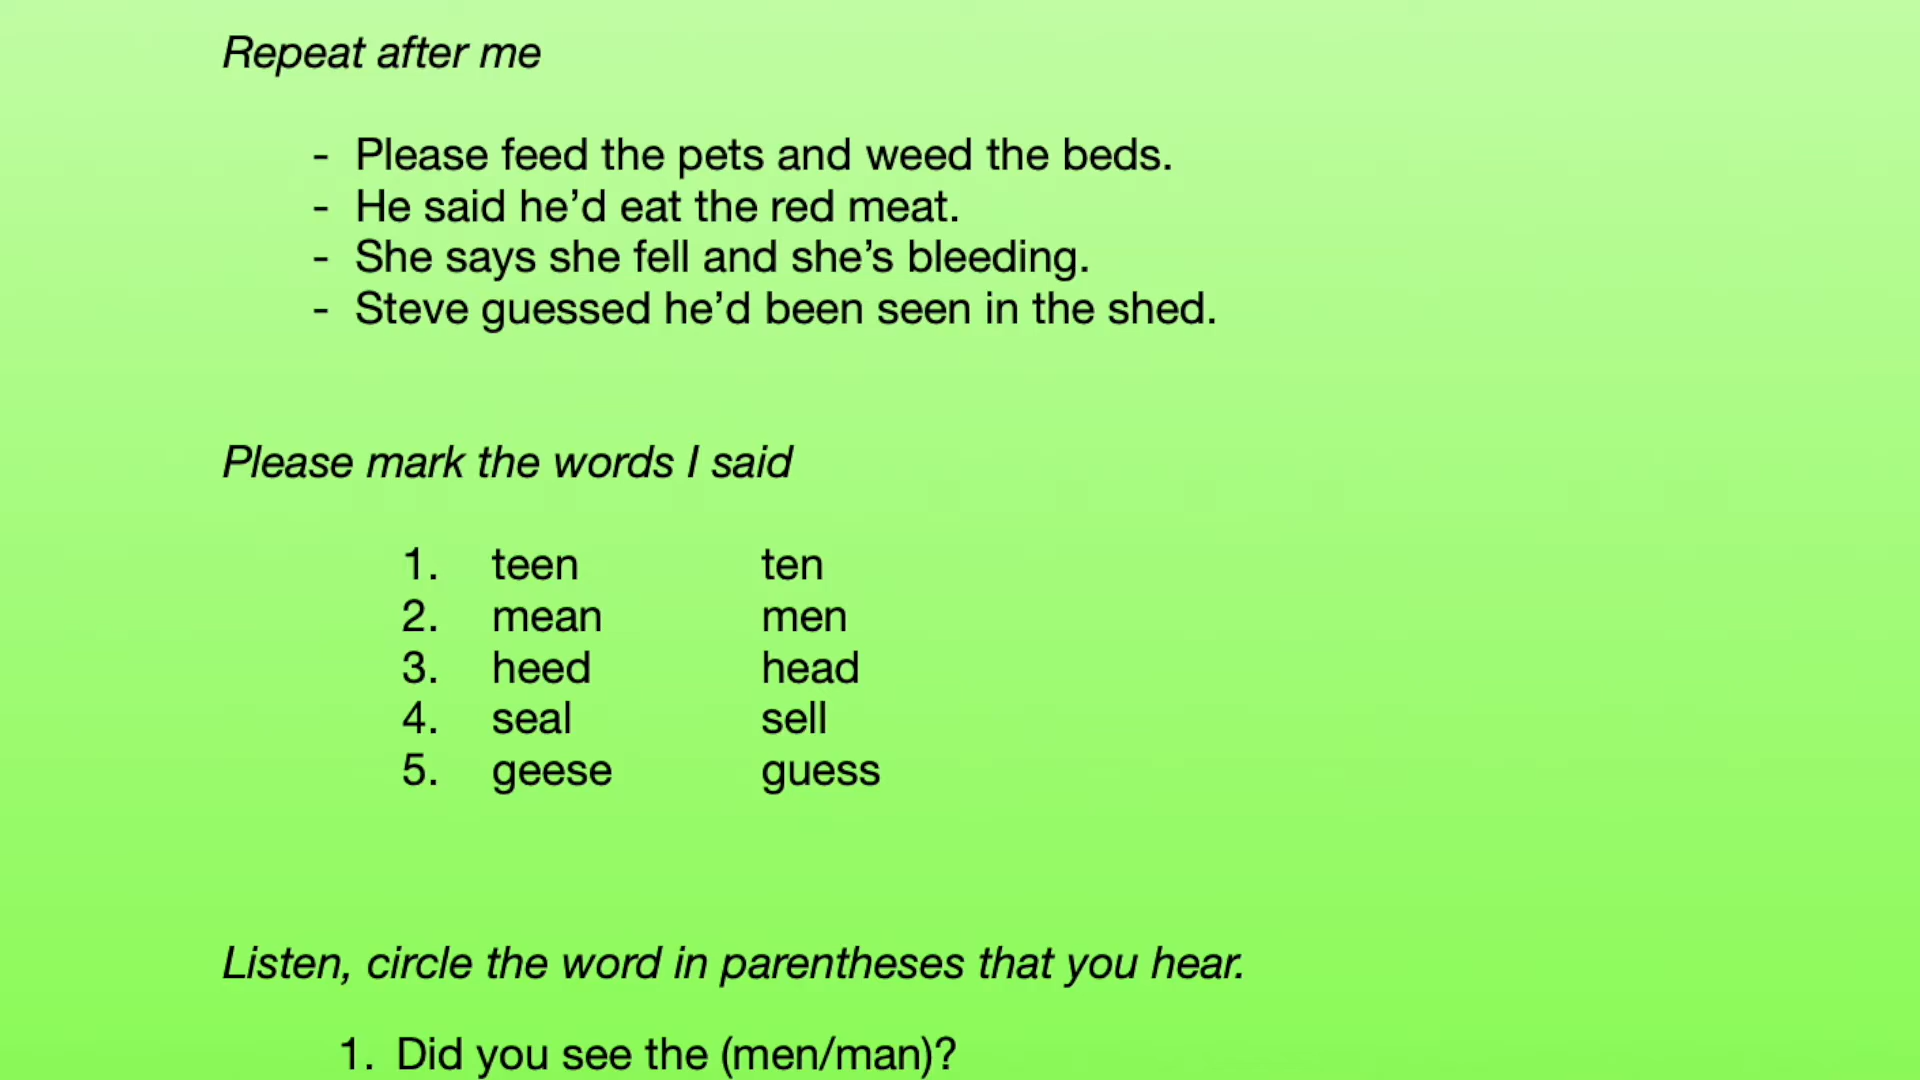 Repeat after me
- Please feed the pets and weed the beds.
- He said he’d eat the red meat.
- She says she fell and she’s bleeding.
- Steve guessed he’d been seen in the shed.
Please mark the words I said
1. teen ten
2. mean men
3. heed head
4. seal sell
5. geese guess
Listen, circle the word in parentheses that you hear.
1. Did you see the (men/man)?